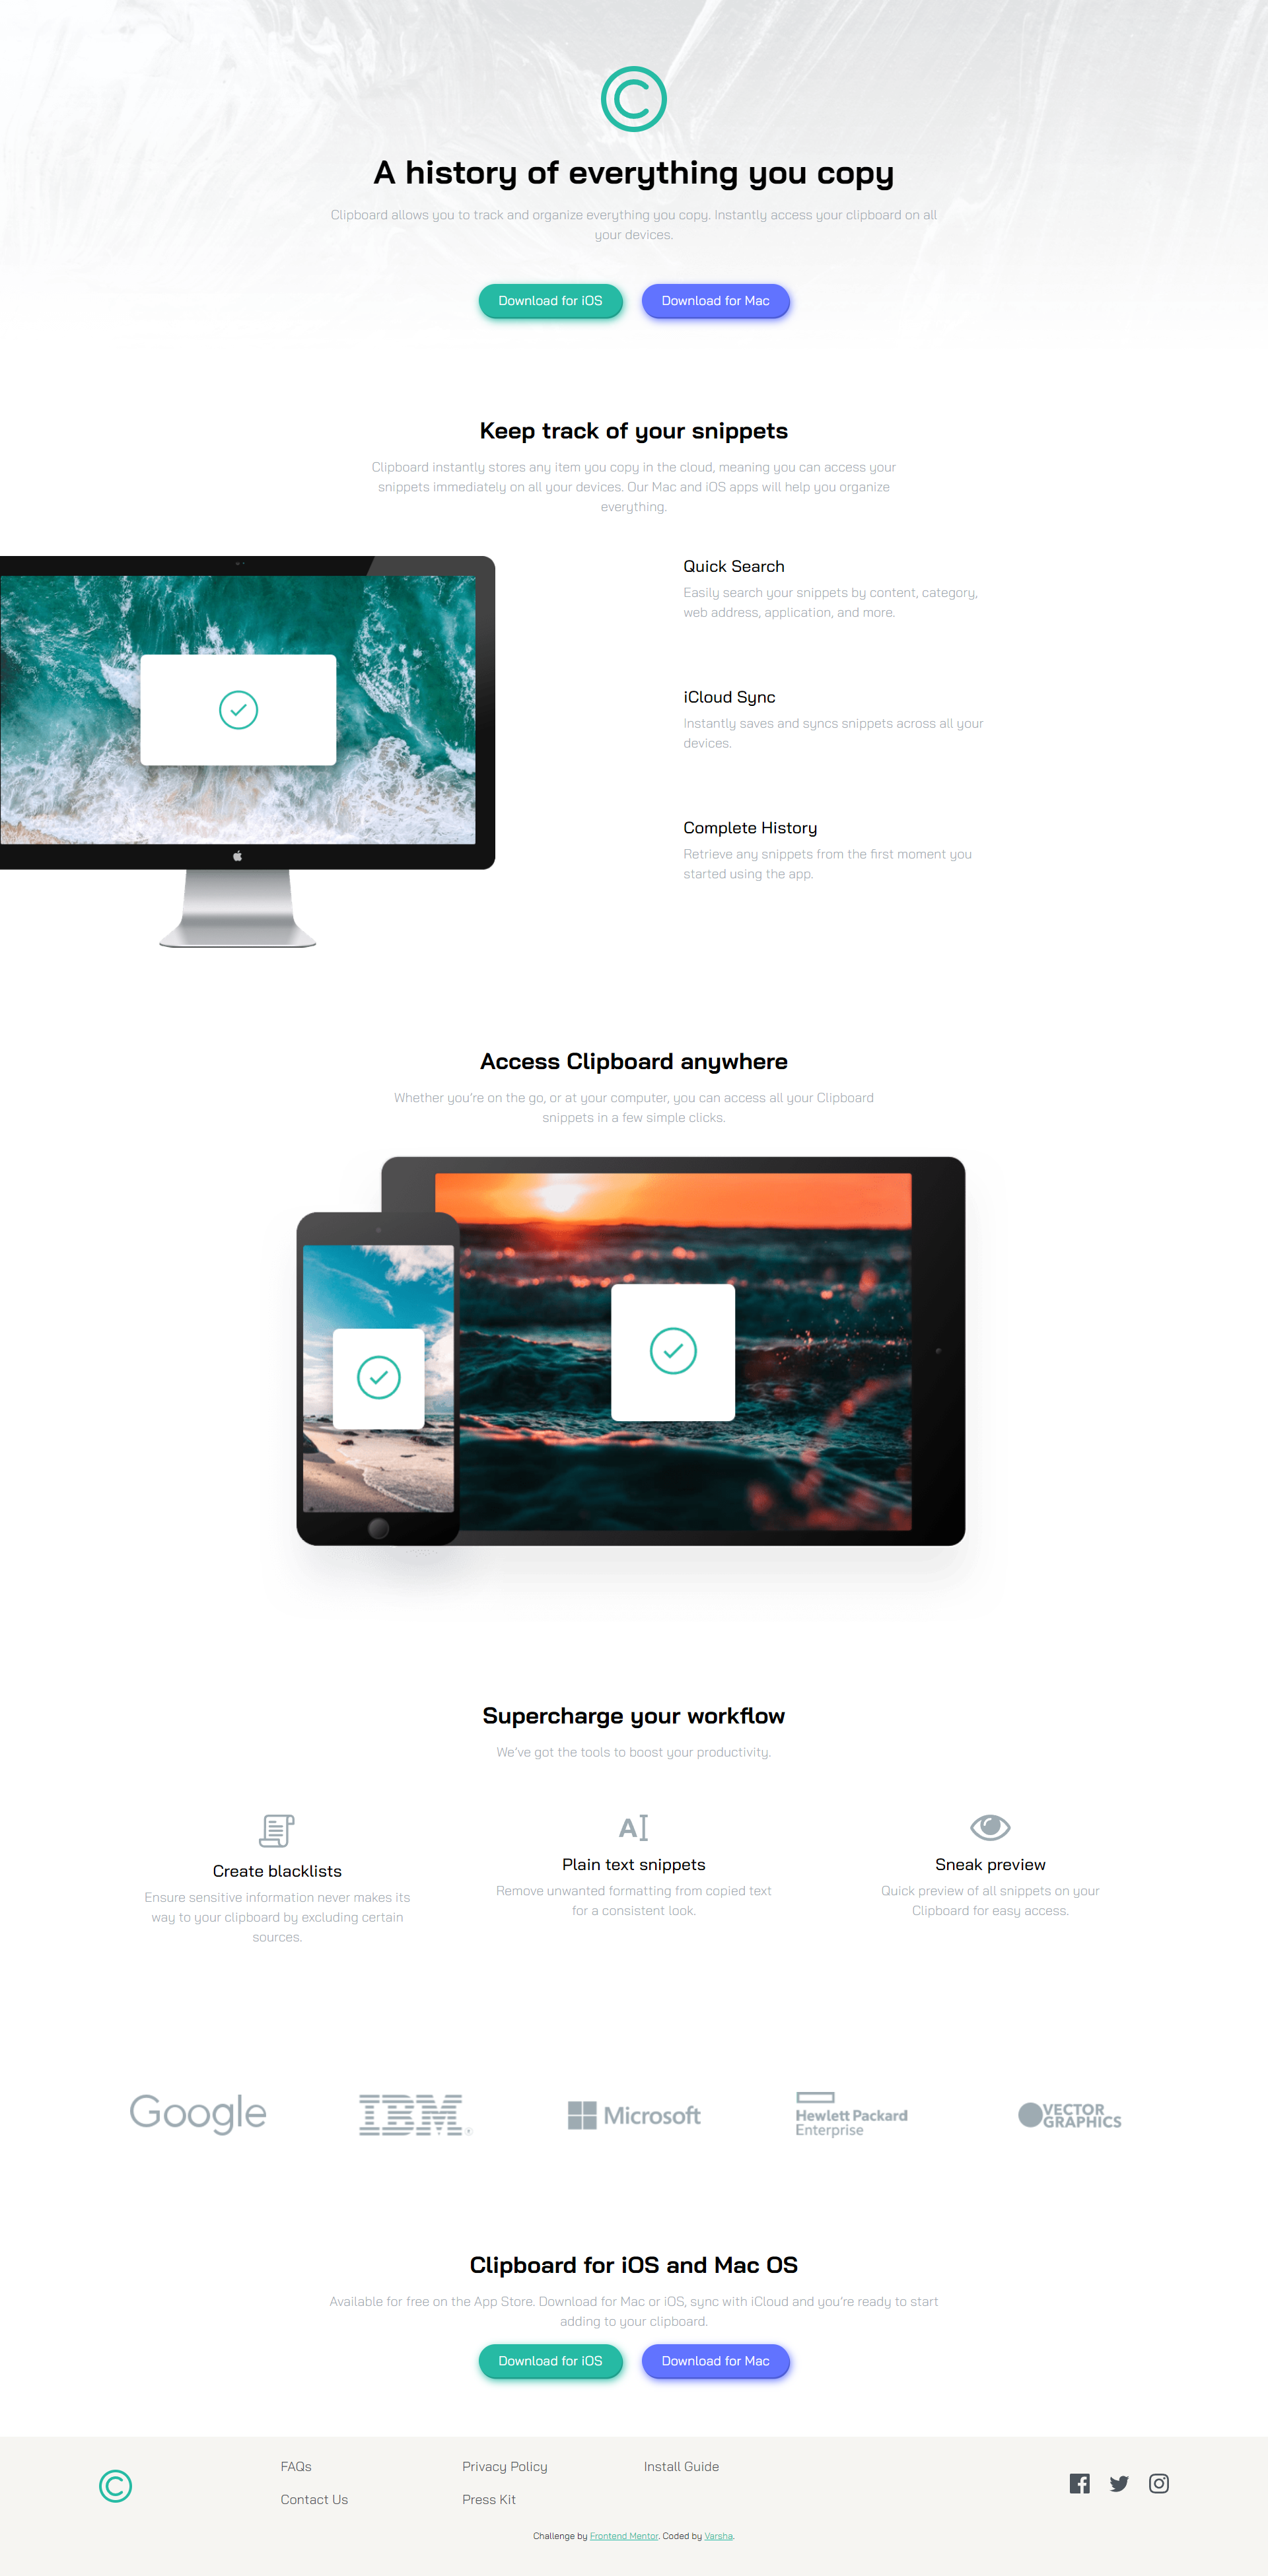 A history of everything you copy
Clipboard allows you to track and organize everything you copy. Instantly access your clipboard on all
your devices.
Download for iOS
Download for Mac
Keep track of your snippets
Clipboard instantly stores any item you copy in the cloud, meaning you can access your
snippets immediately on all your devices. Our Mac and iOS apps will help you organize
everything.
Quick Search
Easily search your snippets by content, category,
web address, application, and more.
iCloud Sync
Instantly saves and syncs snippets across all your
devices.
Complete History
Retrieve any snippets from the first moment you
started using the app.
Access Clipboard anywhere
Whether you're on the go, or at your computer, you can access all your Clipboard
snippets in a few simple clicks.
Supercharge your workflow
We've got the tools to boost your productivity.
Create blacklists
Ensure sensitive information never makes its
way to your clipboard by excluding certain
sources.
Plain text snippets
Remove unwanted formatting from copied text
for a consistent look.
Sneak preview
Quick preview of all snippets on your
Clipboard for easy access.
Google
IBM
Microsoft
Hewlett Packard
Enterprise
VECTOR
GRAPHICS
Clipboard for iOS and Mac OS
Available for free on the App Store. Download for Mac or iOS, sync with iCloud and you're ready to start
adding to your clipboard.
Download for iOS
Download for Mac
FAQs
Contact Us
Privacy Policy
Press Kit
Install Guide
Challenge by Frontend Mentor. Coded by Varsha.